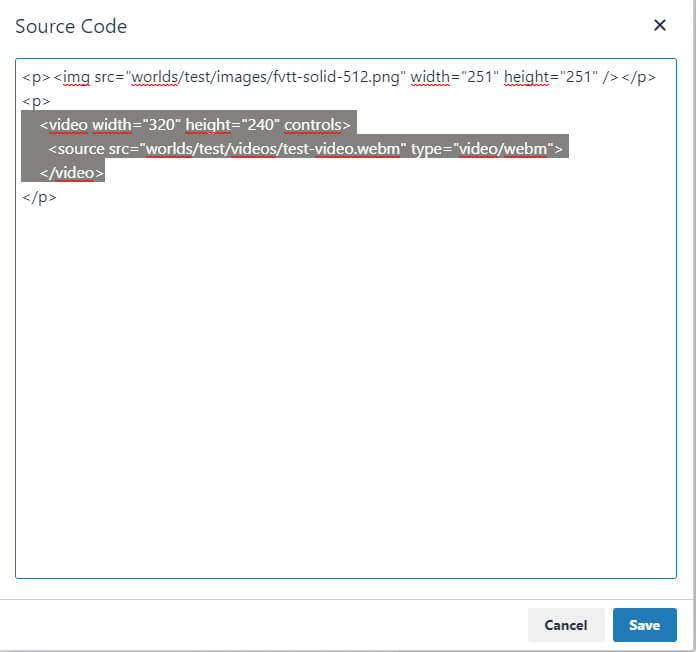 Source Code
<p><img src="worlds/test/images/fvtt-solid-512.png" width="251" height="251" /></p>
<p>
<video width="320" height="240" controls>
<source src="worlds/test/videos/test-video.webm" type="video/webm">
</video>
</p>
Cancel Save